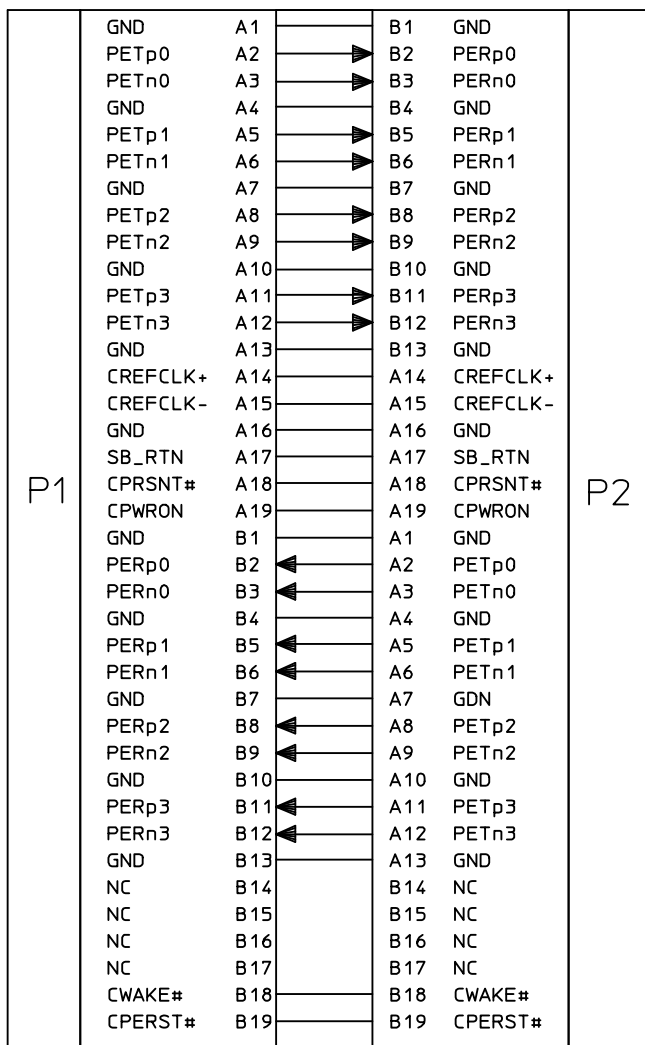 GND A1 B1 GND
PETp0 A2 B2 PERp0
PETn0 A3 B3 PERn0
GND A4 B4 GND
PETp1 A5 B5 PERp1
PETn1 A6 B6 PERn1
GND A7 B7 GND
PETp2 A8 B8 PERp2
PETn2 A9 B9 PERn2
GND A10 B10 GND
PETp3 A11 B11 PERp3
PETn3 A12 B12 PERn3
GND A13 B13 GND
CREFCLK+ A14 A14 CREFCLK+
CREFCLK- A15 A15 CREFCLK-
GND A16 A16 GND
SB_RTN A17 A17 SB_RTN
P1 CPRSNT# A18 A18 CPRSNT# P2
CPWRON A19 A19 CPWRON
GND B1 A1 GND
PERp0 B2 A2 PETp0
PERn0 B3 A3 PETn0
GND B4 A4 GND
PERp1 B5 A5 PETp1
PERn1 B6 A6 PETn1
GND B7 A7 GDN
PERp2 B8 A8 PETp2
PERn2 B9 A9 PETn2
GND B10 A10 GND
PERp3 B11 A11 PETp3
PERn3 B12 A12 PETn3
GND B13 A13 GND
NC B14 B14 NC
NC B15 B15 NC
NC B16 B16 NC
NC B17 B17 NC
CWAKE# B18 B18 CWAKE#
CPERST# B19 B19 CPERST#